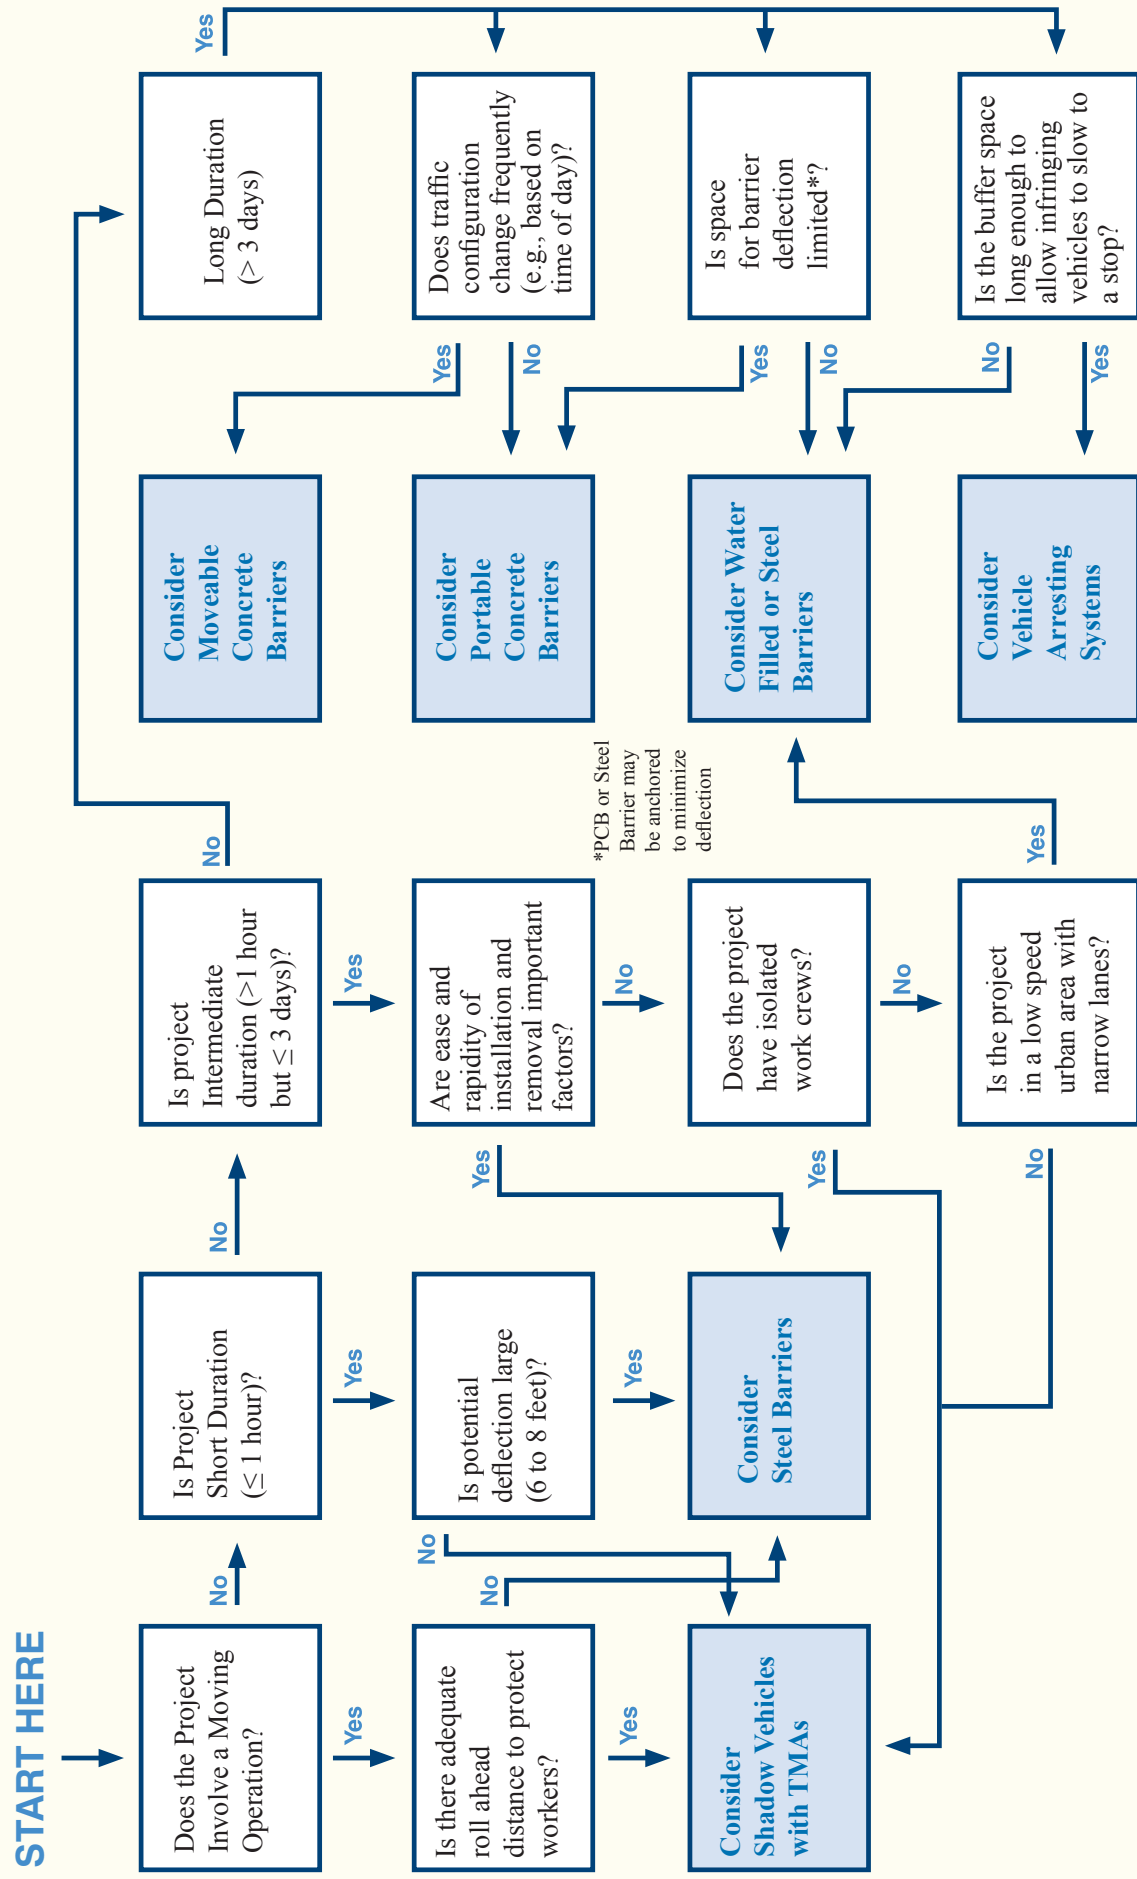 START HERE
Does the Project
Involve a Moving
Operation?
No
Is Project
Short Duration
(≤ 1 hour)?
No
Is project
Intermediate
duration (>1 hour
but ≤ 3 days)?
No
Long Duration
(> 3 days)
Yes
Yes
Yes
Yes
Is there adequate
roll ahead
distance to protect
workers?
No
Yes
Is potential
deflection large
(6 to 8 feet)?
No
Yes
Are ease and
rapidity of
installation and
removal important
factors?
Yes
No
Consider
Shadow Vehicles
with TMAs
Consider
Steel Barriers
Does the project
have isolated
work crews?
Yes
No
Is the project
in a low speed
urban area with
narrow lanes?
No
Yes
*PCB or Steel
Barrier may
be anchored
to minimize
deflection
Consider
Moveable
Concrete
Barriers
Consider
Portable
Concrete
Barriers
Yes
No
Does traffic
configuration
change frequently
(e.g., based on
time of day)?
Consider Water
Filled or Steel
Barriers
Yes
No
Is space
for barrier
deflection
limited*?
Consider
Vehicle
Arresting
Systems
No
Yes
Is the buffer space
long enough to
allow infringing
vehicles to slow to
a stop?